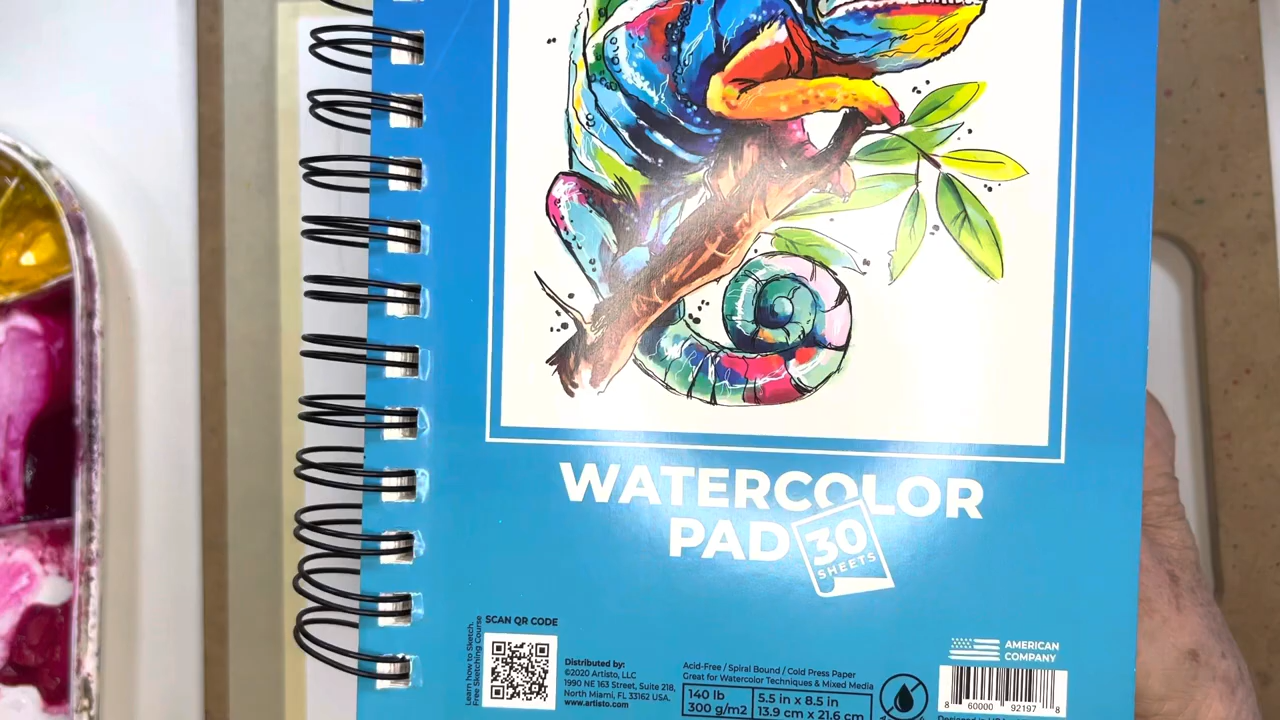 WATERCOLOR
PAD
30
SHEETS
SCAN QR CODE
Learn how to Sketch.
Free Sketching Course
Distributed by:
©2020 Artisto, LLC
1990 NE 163 Street, Suite 218,
North Miami, FL 33162 USA.
www.artisto.com
Acid-Free / Spiral Bound / Cold Press Paper
Great for Watercolor Techniques & Mixed Media
140 lb
300 g/m2
5.5 in x 8.5 in
13.9 cm x 21.6 cm
AMERICAN
COMPANY
8 60000 92197 8